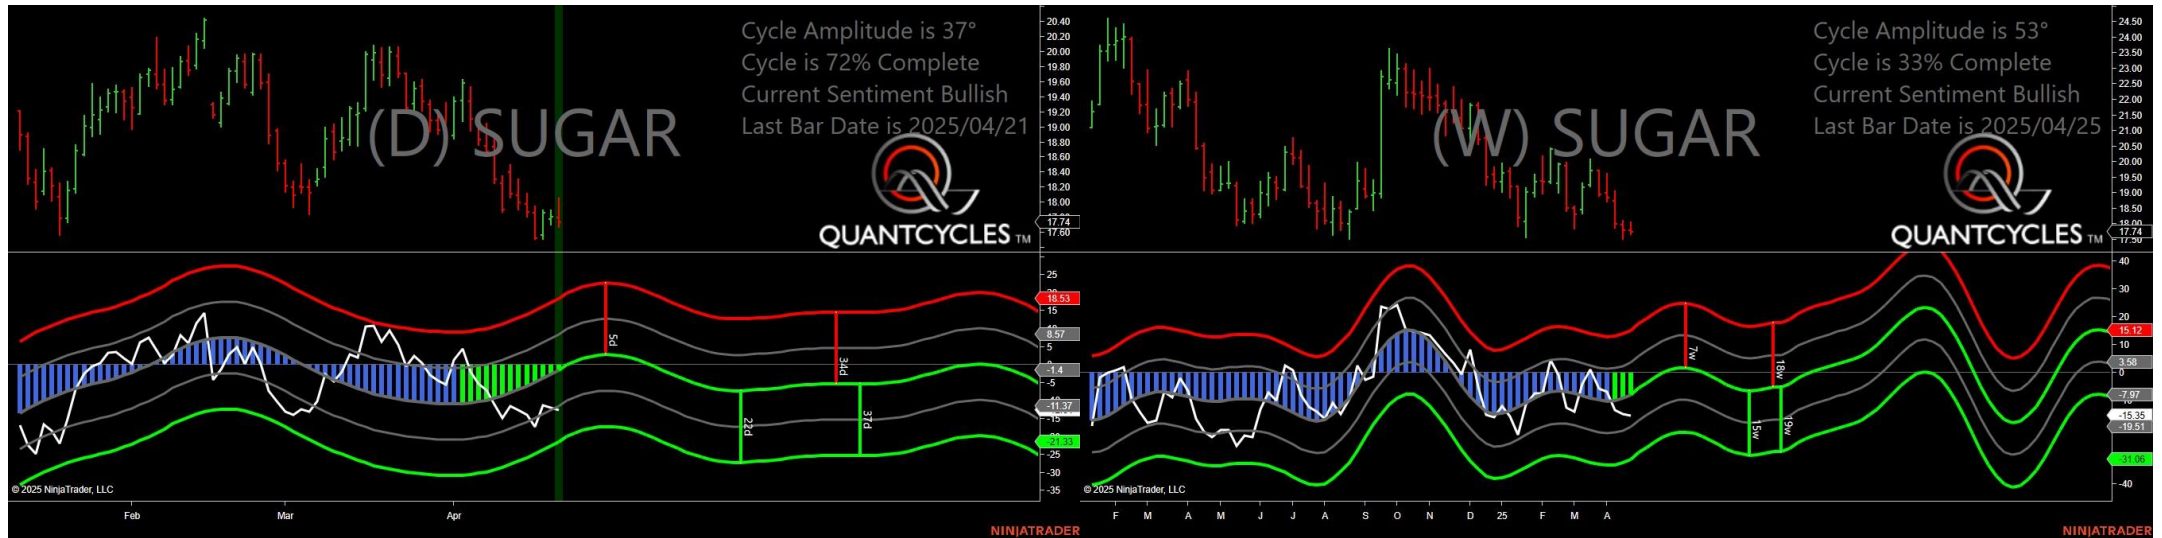 Cycle Amplitude is 37°
Cycle is 72% Complete
Current Sentiment Bullish
Last Bar Date is 2025/04/21
(D) SUGAR
QUANTCYCLES TM
20.40
20.20
20.00
19.80
19.60
19.40
19.20
19.00
18.80
18.60
18.40
18.20
18.00
17.74
17.60
25
18.53
15
8.57
5
0
-1.4
-5
-11.37
-15
-21.33
-25
-30
-35
5d
22d
34d
37d
© 2025 NinjaTrader, LLC
Feb
Mar
Apr
NINJATRADER
Cycle Amplitude is 53°
Cycle is 33% Complete
Current Sentiment Bullish
Last Bar Date is 2025/04/25
(W) SUGAR
QUANTCYCLES TM
24.50
24.00
23.50
23.00
22.50
22.00
21.50
21.00
20.50
20.00
19.50
19.00
18.50
18.00
17.74
17.50
40
30
20
15.12
3.58
0
-7.97
-15.35
-19.51
-31.06
-40
7w
15w
18w
19w
© 2025 NinjaTrader, LLC
F
M
A
M
J
J
A
S
O
N
D
25
F
M
A
NINJATRADER